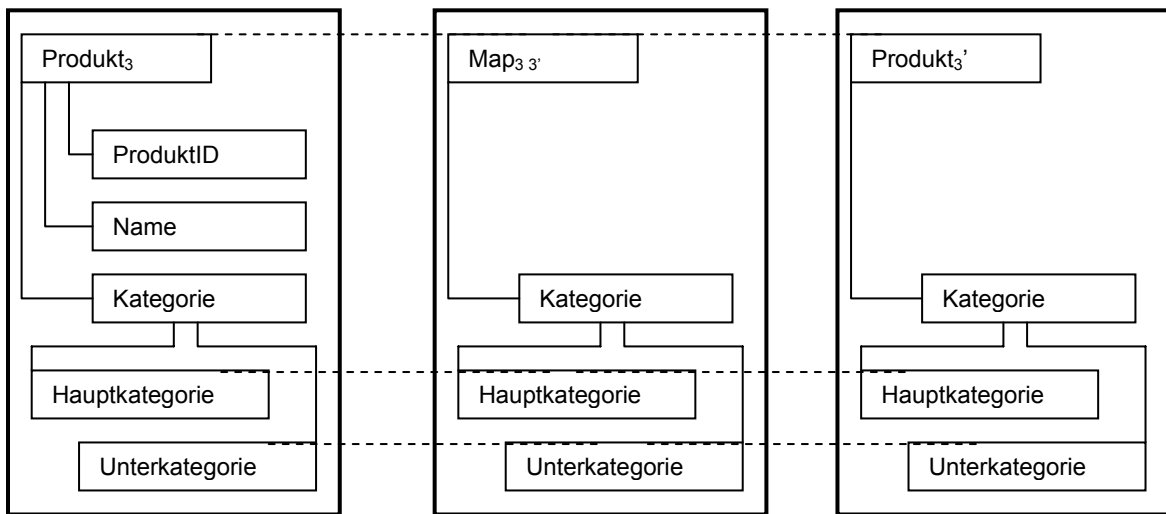 Produkt₃
ProduktID
Name
Kategorie
Hauptkategorie
Unterkategorie
Map₃ ₃'
Kategorie
Hauptkategorie
Unterkategorie
Produkt₃’
Kategorie
Hauptkategorie
Unterkategorie